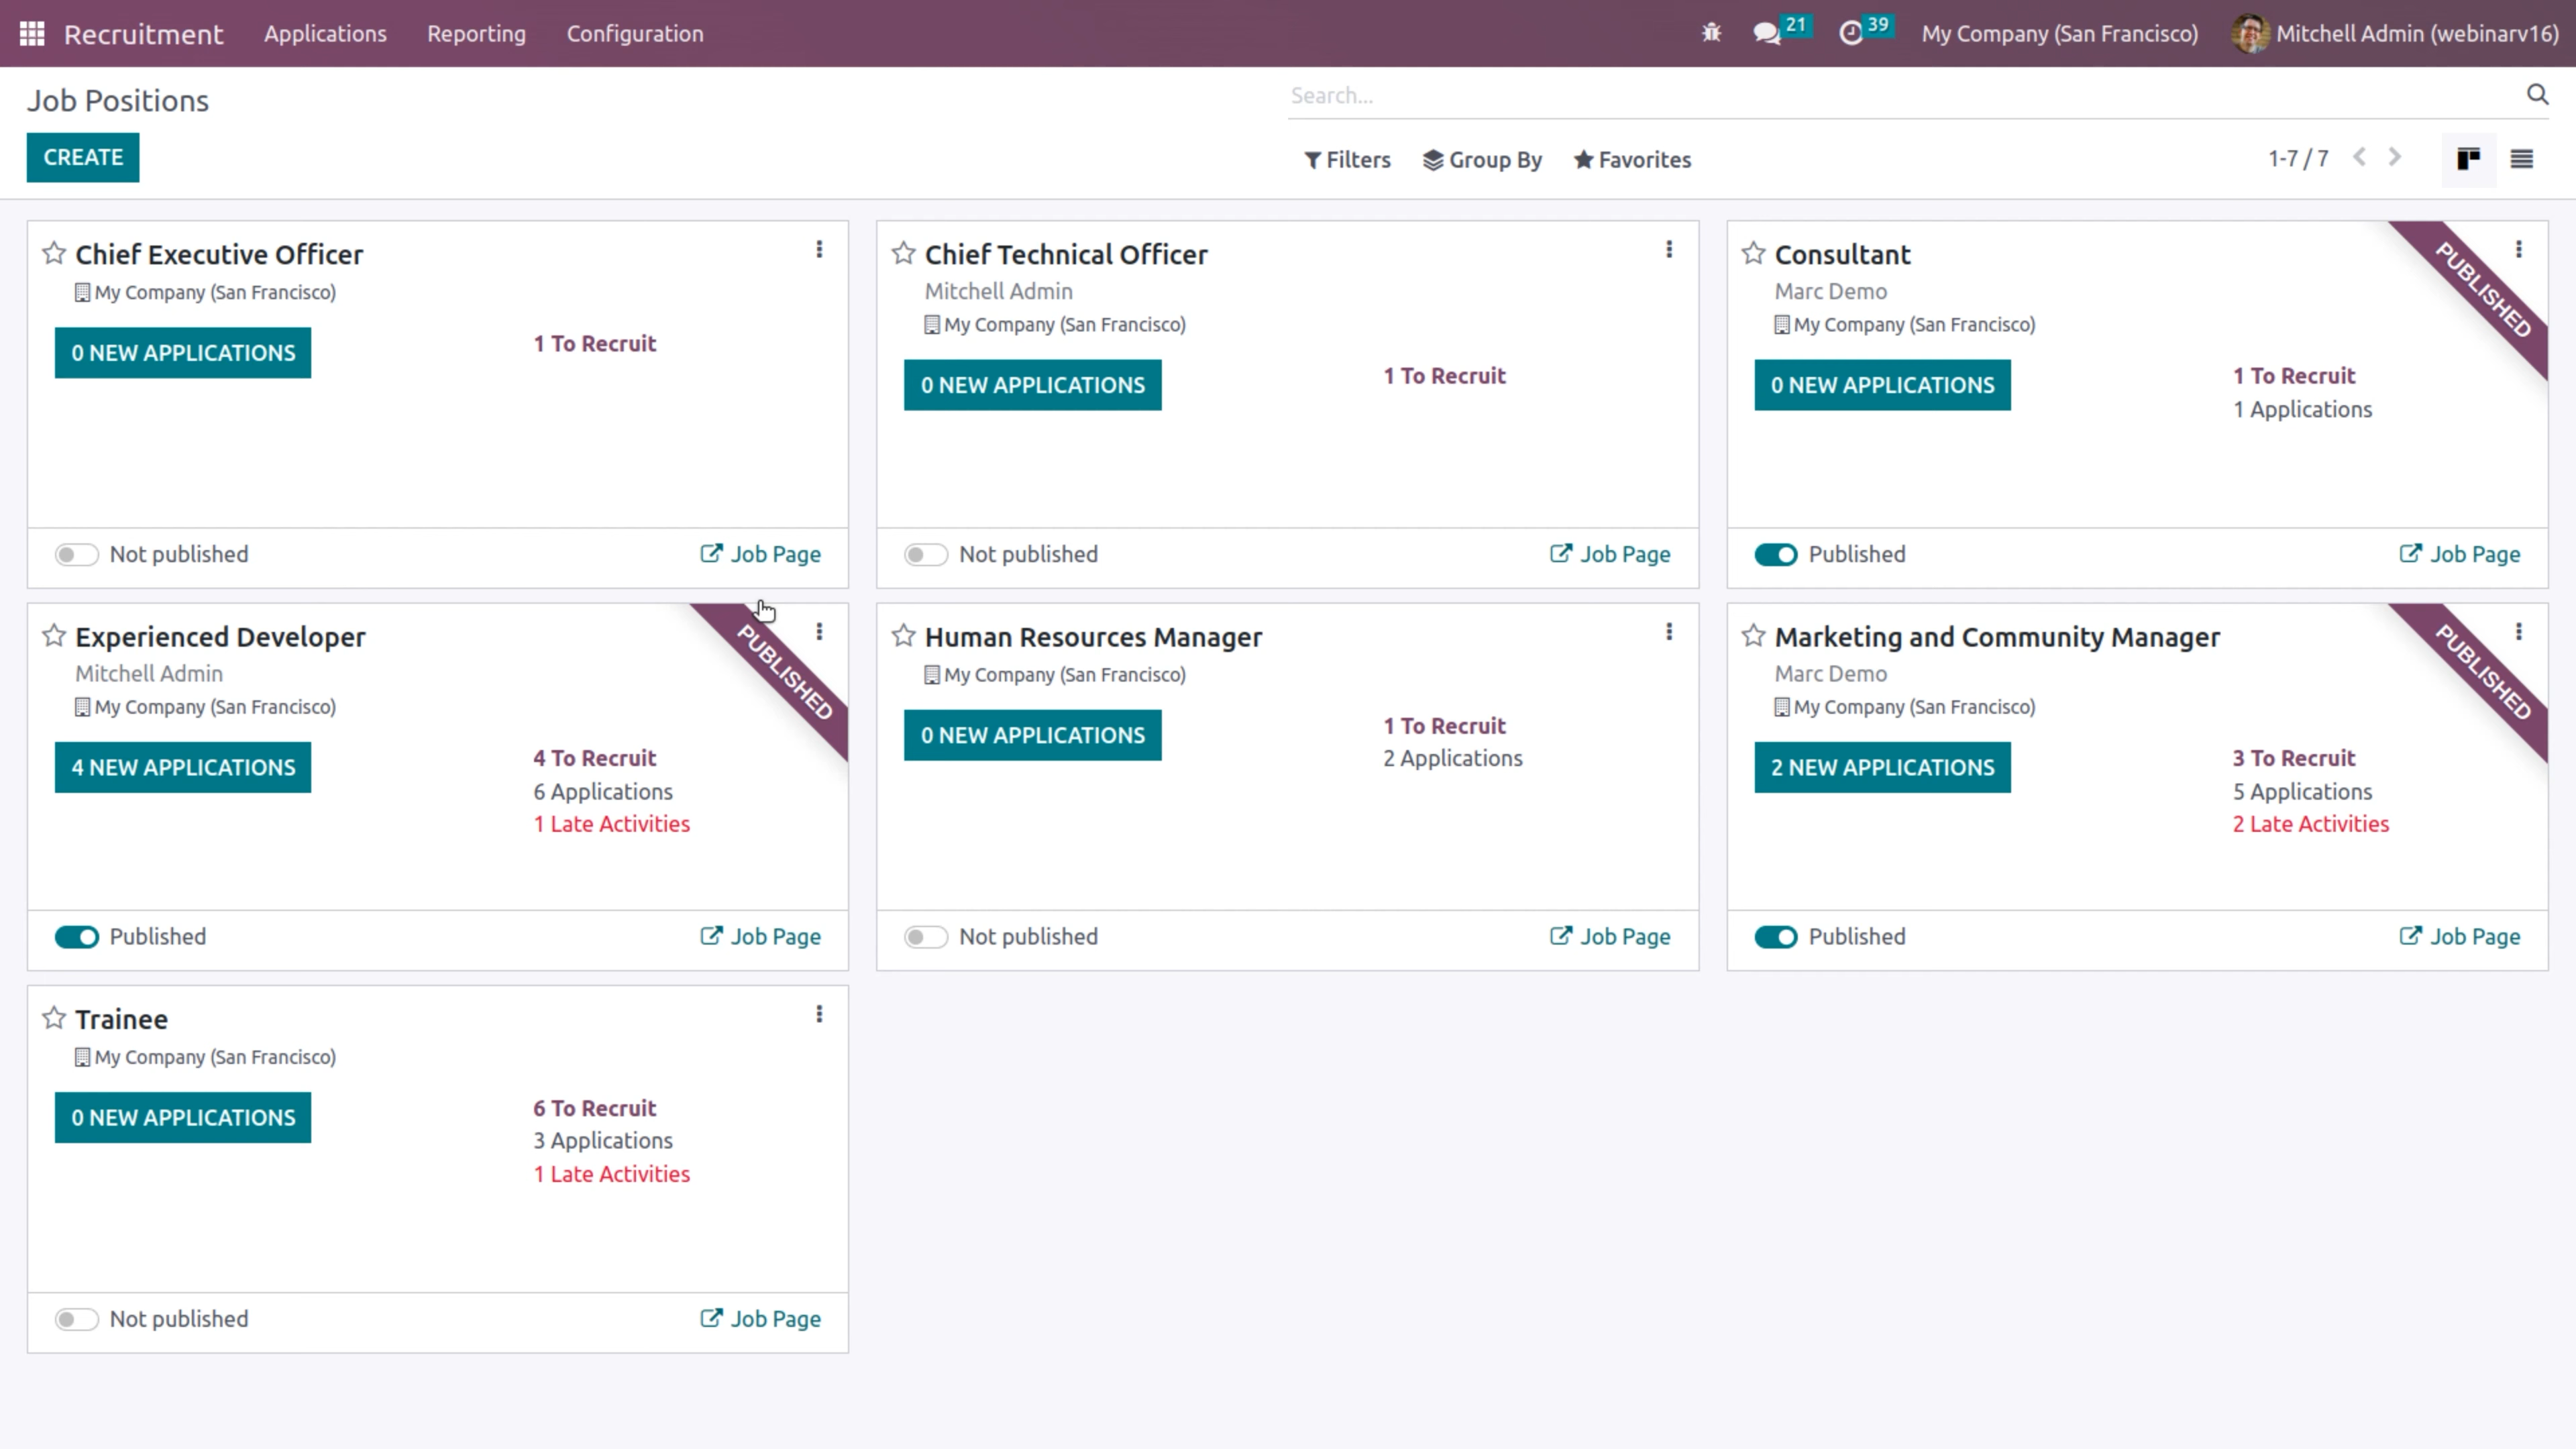 Recruitment Applications Reporting Configuration 21 39 My Company (San Francisco) Mitchell Admin (webinarv16)
Job Positions
Search...
CREATE
Filters Group By Favorites 1-7 / 7
Chief Executive Officer
My Company (San Francisco)
0 NEW APPLICATIONS
1 To Recruit
Not published
Job Page
Chief Technical Officer
Mitchell Admin
My Company (San Francisco)
0 NEW APPLICATIONS
1 To Recruit
Not published
Job Page
Consultant
PUBLISHED
Marc Demo
My Company (San Francisco)
0 NEW APPLICATIONS
1 To Recruit
1 Applications
Published
Job Page
Experienced Developer
PUBLISHED
Mitchell Admin
My Company (San Francisco)
4 NEW APPLICATIONS
4 To Recruit
6 Applications
1 Late Activities
Published
Job Page
Human Resources Manager
My Company (San Francisco)
0 NEW APPLICATIONS
1 To Recruit
2 Applications
Not published
Job Page
Marketing and Community Manager
PUBLISHED
Marc Demo
My Company (San Francisco)
2 NEW APPLICATIONS
3 To Recruit
5 Applications
2 Late Activities
Published
Job Page
Trainee
My Company (San Francisco)
0 NEW APPLICATIONS
6 To Recruit
3 Applications
1 Late Activities
Not published
Job Page